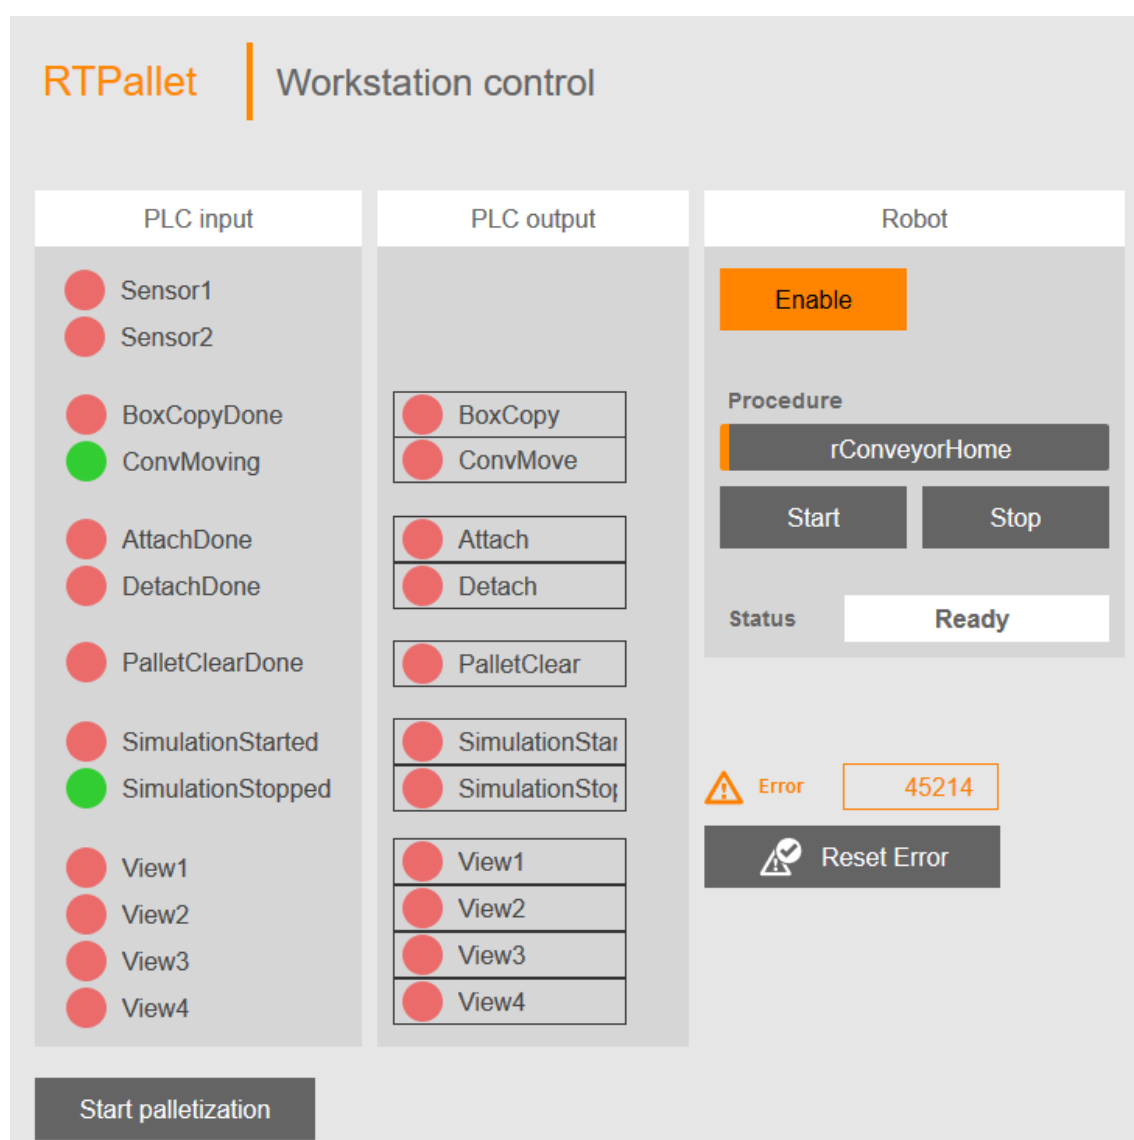 RTPallet
Workstation control
PLC input
Sensor1
Sensor2
BoxCopyDone
ConvMoving
AttachDone
DetachDone
PalletClearDone
SimulationStarted
SimulationStopped
View1
View2
View3
View4
PLC output
BoxCopy
ConvMove
Attach
Detach
PalletClear
SimulationStar
SimulationStop
View1
View2
View3
View4
Robot
Enable
Procedure
rConveyorHome
Start
Stop
Status
Ready
Error
45214
Reset Error
Start palletization